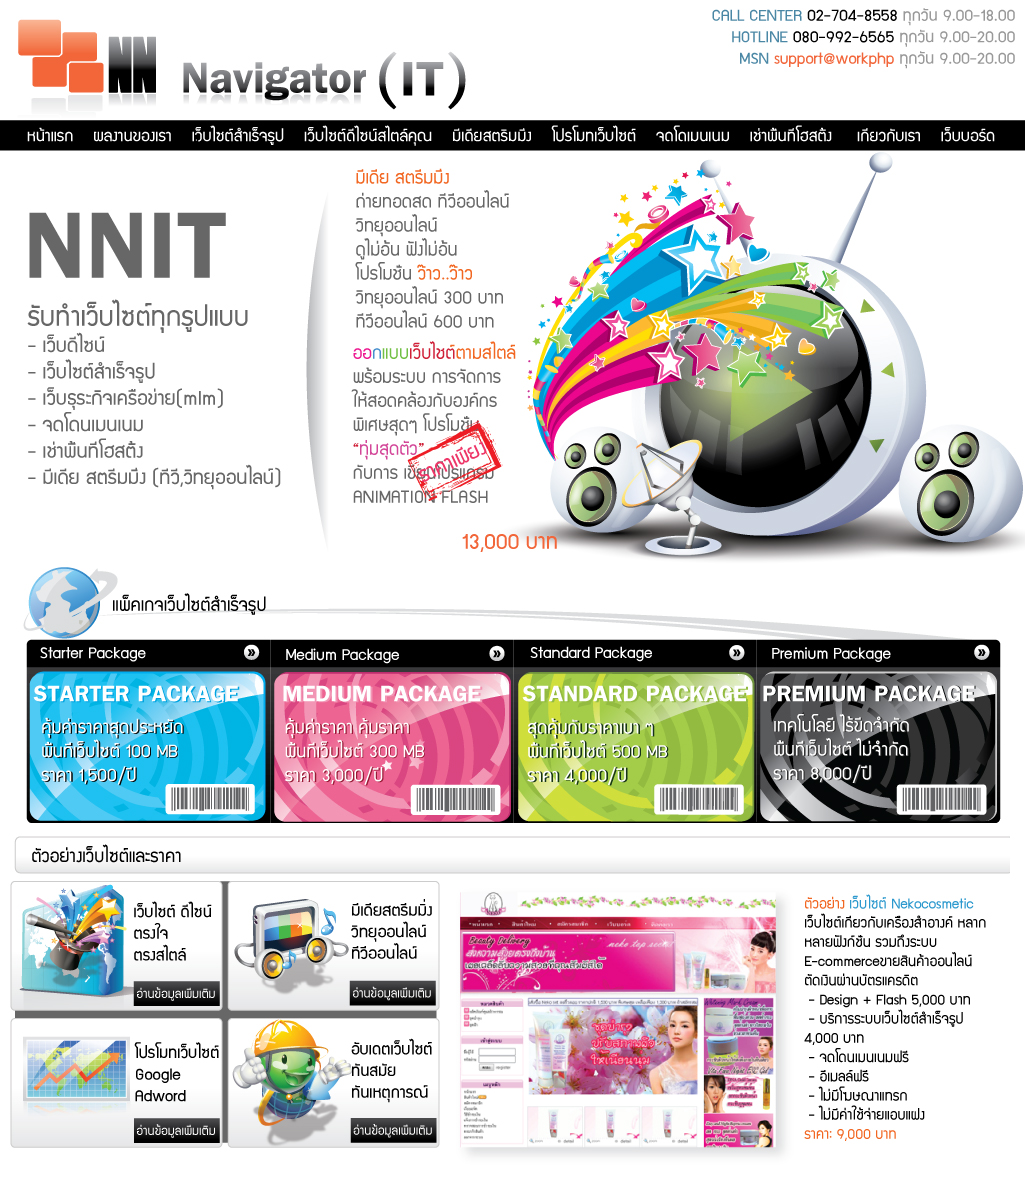 CALL CENTER 02-704-8558 ทุกวัน 9.00-18.00
HOTLINE 080-992-6565 ทุกวัน 9.00-20.00
MSN support@workphp ทุกวัน 9.00-20.00
NN Navigator (IT)
หน้าแรก ผลงานของเรา เว็บไซต์สำเร็จรูป เว็บไซต์ดีไซน์สไตล์คุณ มีเดียสตริมมิ่ง โปรโมทเว็บไซต์ จดโดเมนเนม เช่าพื้นที่โฮสติ้ง เกี่ยวกับเรา เว็บบอร์ด
NNIT
รับทำเว็บไซต์ทุกรูปแบบ
- เว็บดีไซน์
- เว็บไซต์สำเร็จรูป
- เว็บธุระกิจเครือข่าย(mlm)
- จดโดนเมนเนม
- เช่าพื้นที่โฮสติ้ง
- มีเดีย สตรีมมิ่ง (ทีวี,วิทยุออนไลน์)
มีเดีย สตรีมมิ่ง
ถ่ายทอดสด ทีวีออนไลน์
วิทยุออนไลน์
ดูไม่อั้น ฟังไม่อั้น
โปรโมชั่น ว๊าว..ว๊าว
วิทยุออนไลน์ 300 บาท
ทีวีออนไลน์ 600 บาท
ออกแบบเว็บไซต์ตามสไตล์
พร้อมระบบ การจัดการ
ให้สอดคล้องกับองค์กร
พิเศษสุดๆ โปรโมชั่น
“ทุ่มสุดตัว”
กับการ เขียนโปรแกรม
ANIMATION FLASH
ราคาเพียง
13,000 บาท
แพ็คเกจเว็บไซต์สำเร็จรูป
Starter Package
Medium Package
Standard Package
Premium Package
STARTER PACKAGE
คุ้มค่าราคาสุดประหยัด
พื้นที่เว็บไซต์ 100 MB
ราคา 1,500/ปี
MEDIUM PACKAGE
คุ้มค่าราคา คุ้มราคา
พื้นที่เว็บไซต์ 300 MB
ราคา 3,000/ปี
STANDARD PACKAGE
สุดคุ้มกับราคาเบา ๆ
พื้นที่เว็บไซต์ 500 MB
ราคา 4,000/ปี
PREMIUM PACKAGE
เทคโนโลยี ไร้ขีดจำกัด
พื้นที่เว็บไซต์ ไม่จำกัด
ราคา 8,000/ปี
ตัวอย่างเว็บไซต์และราคา
เว็บไซต์ ดีไซน์
ตรงใจ
ตรงสไตล์
อ่านข้อมูลเพิ่มเติม
มีเดียสตรีมมิ่ง
วิทยุออนไลน์
ทีวีออนไลน์
อ่านข้อมูลเพิ่มเติม
โปรโมทเว็บไซต์
Google
Adword
อ่านข้อมูลเพิ่มเติม
อัพเดตเว็บไซต์
ทันสมัย
ทันเหตุการณ์
อ่านข้อมูลเพิ่มเติม
Beauty Delivery
ส่งความสวยตรงถึงบ้าน
ตัวอย่าง เว็บไซต์ Nekocosmetic
เว็บไซต์เกี่ยวกับเครื่องสำอางค์ หลาก
หลายฟังก์ชั่น รวมถึงระบบ
E-commerceขายสินค้าออนไลน์
ตัดเงินผ่านบัตรเครดิต
- Design + Flash 5,000 บาท
- บริการระบบเว็บไซต์สำเร็จรูป
4,000 บาท
- จดโดนเมนเนมฟรี
- อีเมลล์ฟรี
- ไม่มีโฆษณาแทรก
- ไม่มีค่าใช้จ่ายแอบแฝง
ราคา: 9,000 บาท